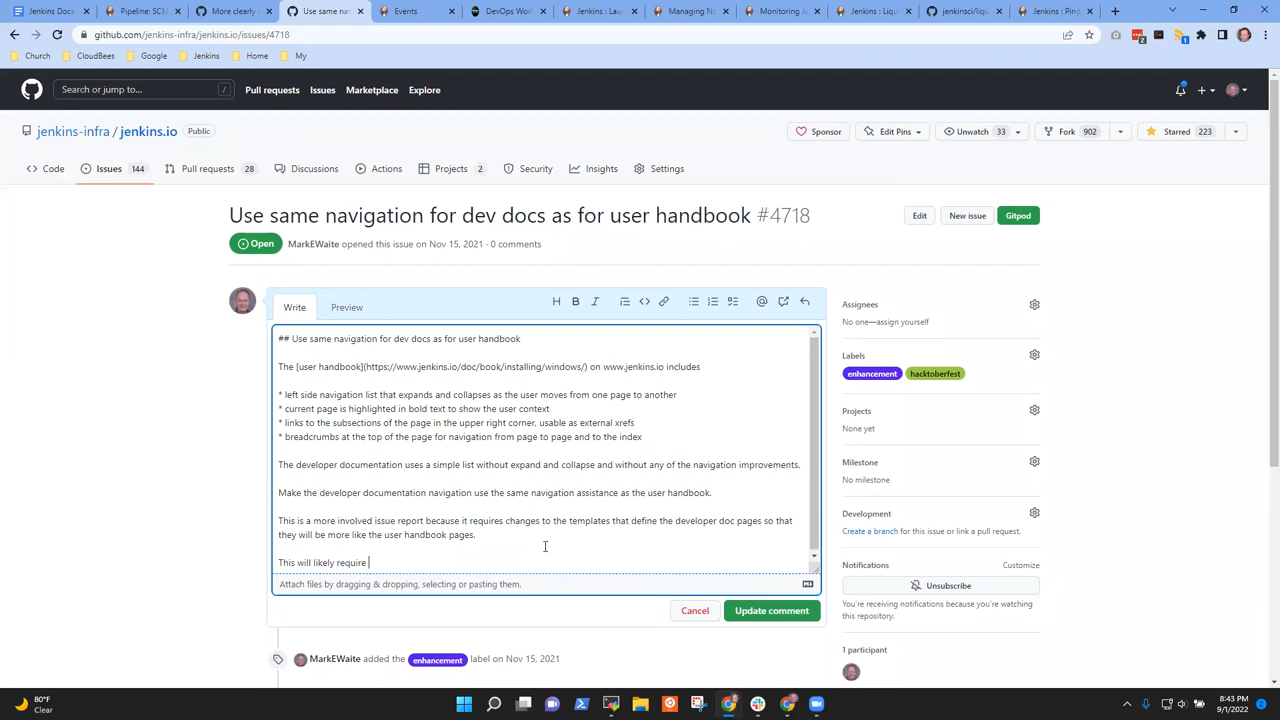 Jenkins Docs
Pipeline: SCM
More clearly
Use same nav
Events
DevOps World
Jenkins : Lau
Managing No
Monitoring Je
Jenkins : Liqu
jenkinsci/liqu
Jenkins : Ping
github.com/jenkins-infra/jenkins.io/issues/4718
Church CloudBees Google Jenkins Home My
Search or jump to... /
Pull requests Issues Marketplace Explore
jenkins-infra / jenkins.io Public
Sponsor Edit Pins Unwatch 33 Fork 902 Starred 223
Code Issues 144 Pull requests 28 Discussions Actions Projects 2 Security Insights Settings
Use same navigation for dev docs as for user handbook #4718
Edit New issue Gitpod
Open MarkEWaite opened this issue on Nov 15, 2021 · 0 comments
Write Preview
## Use same navigation for dev docs as for user handbook
The [user handbook](https://www.jenkins.io/doc/book/installing/windows/) on www.jenkins.io includes
* left side navigation list that expands and collapses as the user moves from one page to another
* current page is highlighted in bold text to show the user context
* links to the subsections of the page in the upper right corner. usable as external xrefs
* breadcrumbs at the top of the page for navigation from page to page and to the index
The developer documentation uses a simple list without expand and collapse and without any of the navigation improvements.
Make the developer documentation navigation use the same navigation assistance as the user handbook.
This is a more involved issue report because it requires changes to the templates that define the developer doc pages so that
they will be more like the user handbook pages.
This will likely require
Attach files by dragging & dropping, selecting or pasting them.
Cancel Update comment
MarkEWaite added the enhancement label on Nov 15, 2021
Assignees
No one—assign yourself
Labels
enhancement hacktoberfest
Projects
None yet
Milestone
No milestone
Development
Create a branch for this issue or link a pull request.
Notifications Customize
Unsubscribe
You're receiving notifications because you're watching
this repository.
1 participant
80°F
Clear
8:43 PM
9/1/2022